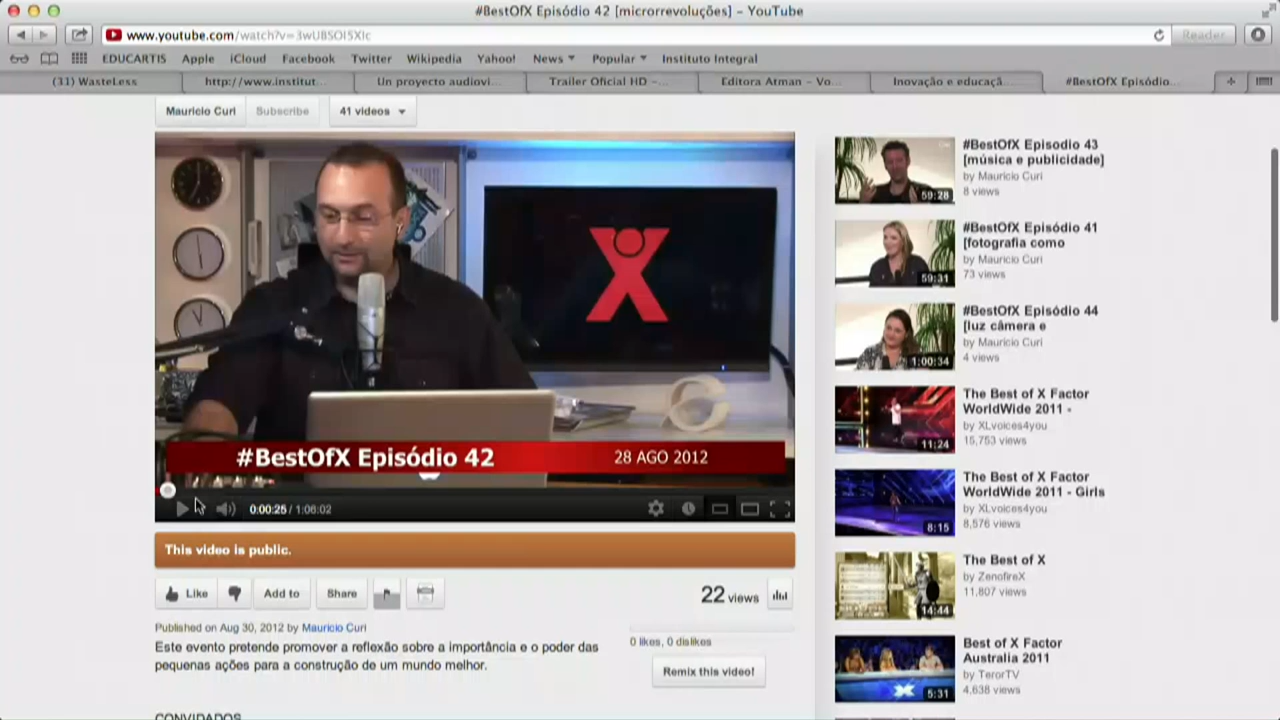 #BestOfX Episódio 42 [microrrevoluções] – YouTube
www.youtube.com/watch?v=3wUBSOI5XIc
Reader
EDUCARTIS Apple iCloud Facebook Twitter Wikipedia Yahoo! News Popular Instituto Integral
(31) WasteLess http://www.institut... Un proyecto audiovi... Trailer Oficial HD –... Editora Arman – Vo... Inovação e educaçã... #BestOfX Episódio...
Mauricio Curi Subscribe 41 videos
#BestOfX Episódio 42 28 AGO 2012
0:00:25 / 1:06:02
This video is public.
Like Add to Share
22 views
Published on Aug 30, 2012 by Mauricio Curi
Este evento pretende promover a reflexão sobre a importância e o poder das
pequenas ações para a construção de um mundo melhor.
CONVIDADOS
0 likes, 0 dislikes
Remix this video!
59:28
#BestOfX Episodio 43
[música e publicidade]
by Mauricio Curi
8 views
59:31
#BestOfX Episódio 41
[fotografia como
by Mauricio Curi
73 views
1:00:34
#BestOfX Episódio 44
[luz câmera e
by Mauricio Curi
4 views
11:24
The Best of X Factor
WorldWide 2011 -
by XLvoices4you
15,753 views
8:15
The Best of X Factor
WorldWide 2011 - Girls
by XLvoices4you
8,576 views
14:44
The Best of X
by ZenofireX
11,807 views
5:31
Best of X Factor
Australia 2011
by TerorTV
4,638 views